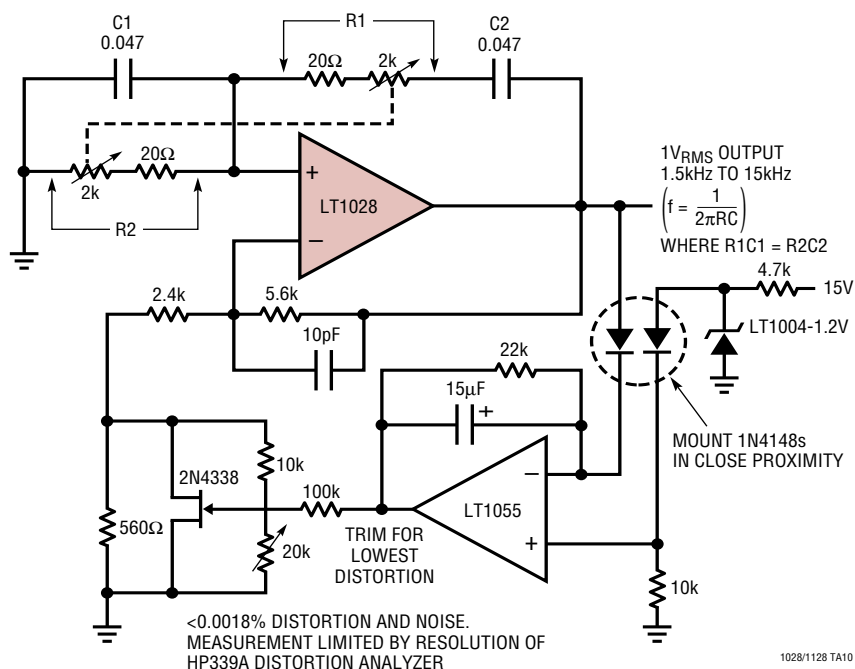 C1
0.047
R1
C2
0.047
20Ω
2k
2k
20Ω
R2
+
–
LT1028
1VRMS OUTPUT
1.5kHz TO 15kHz
(f = 1/2πRC)
WHERE R1C1 = R2C2
4.7k
15V
LT1004-1.2V
2.4k
5.6k
10pF
22k
15µF
+
MOUNT 1N4148s
IN CLOSE PROXIMITY
2N4338
10k
100k
–
LT1055
+
560Ω
20k
TRIM FOR
LOWEST
DISTORTION
10k
<0.0018% DISTORTION AND NOISE.
MEASUREMENT LIMITED BY RESOLUTION OF
HP339A DISTORTION ANALYZER
1028/1128 TA10